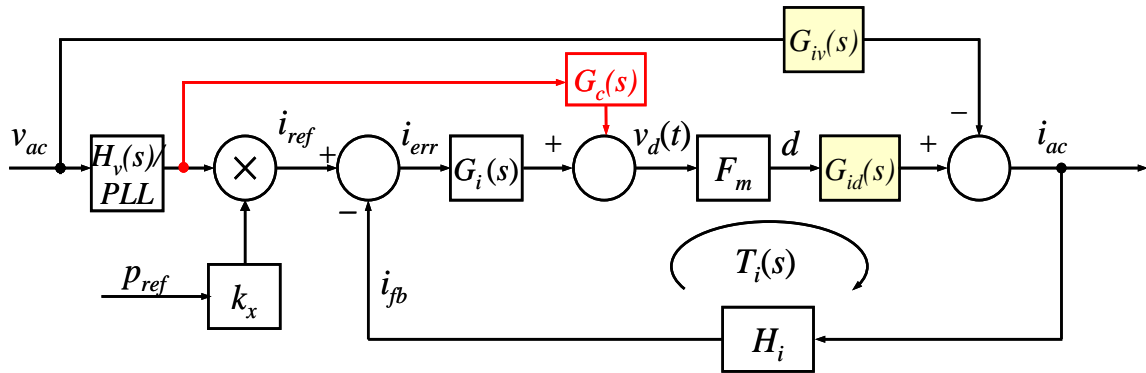 G_iv(s)
G_c(s)
v_ac
H_v(s)/
PLL
×
i_ref
+
−
i_err
G_i(s)
+
v_d(t)
F_m
d
G_id(s)
+
−
i_ac
p_ref
k_x
i_fb
T_i(s)
H_i